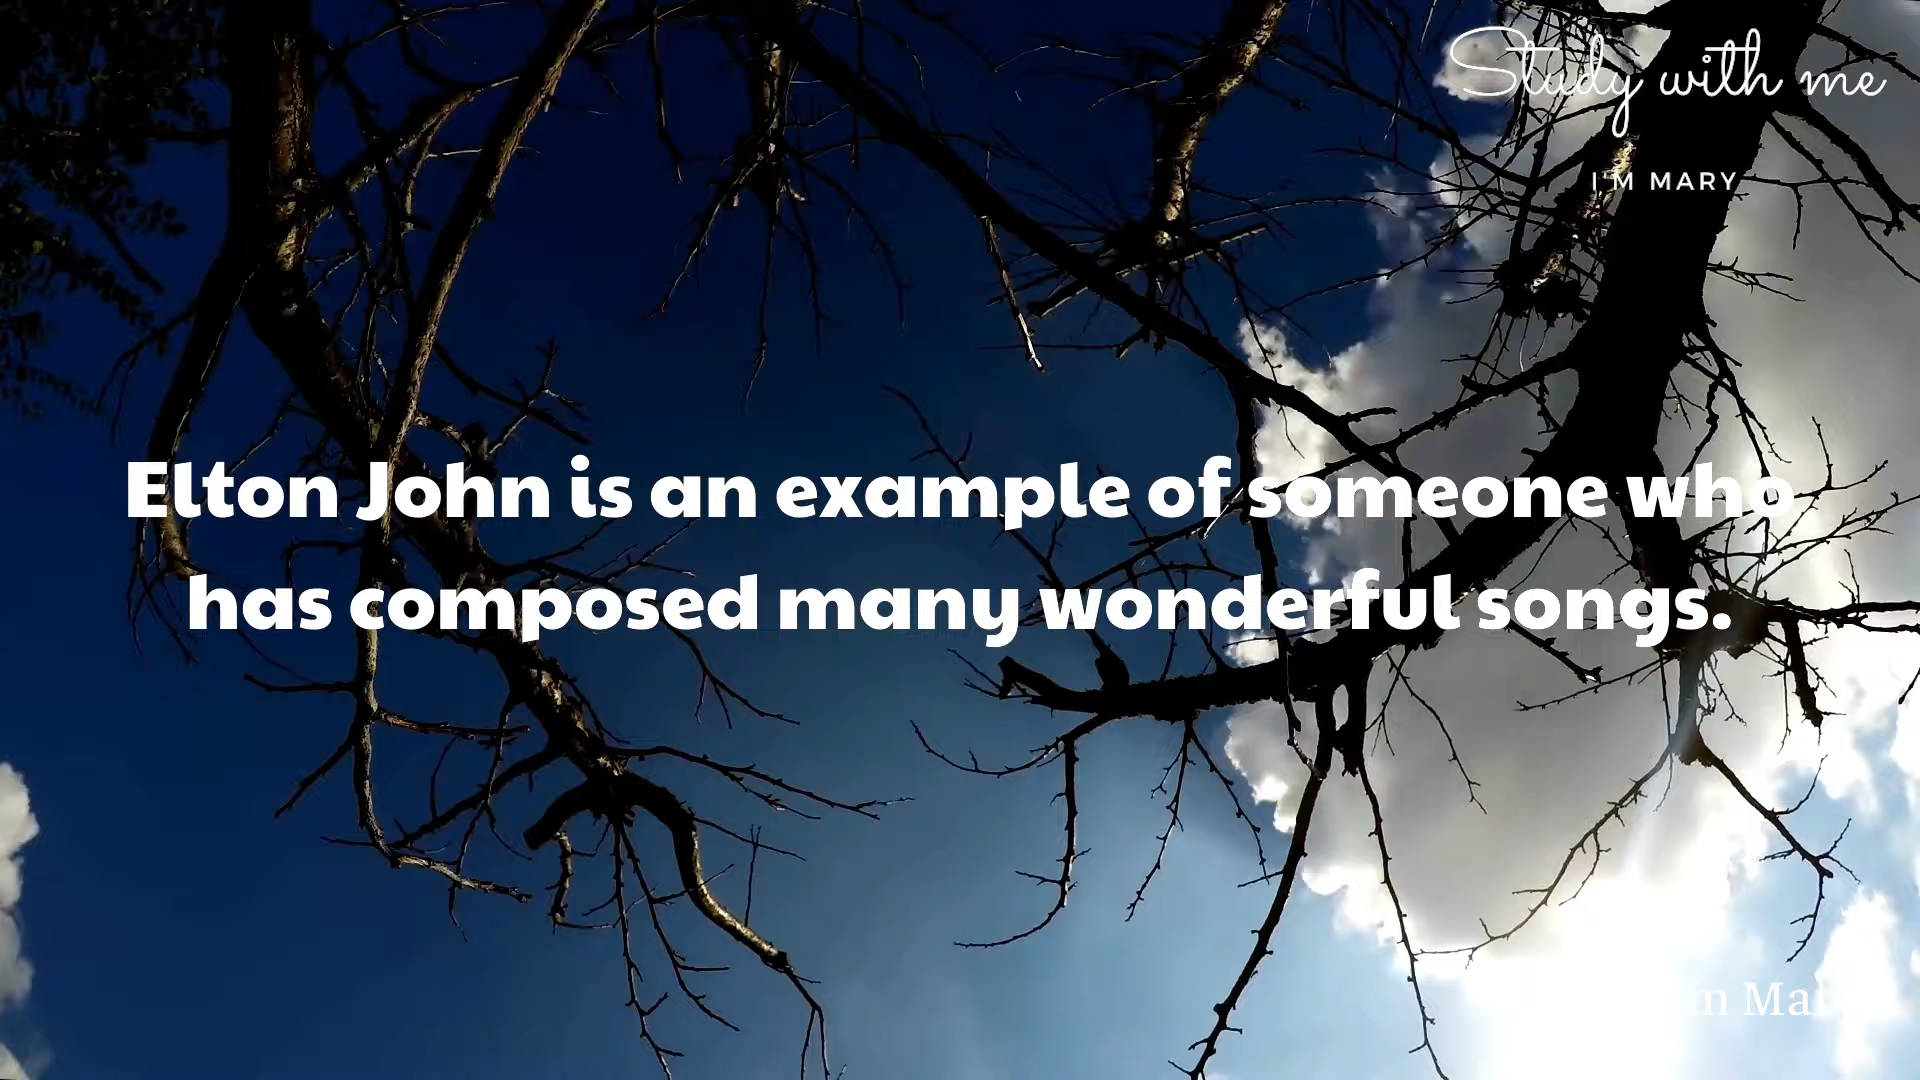 Study with me
I'M MARY
Elton John is an example of someone who
has composed many wonderful songs.